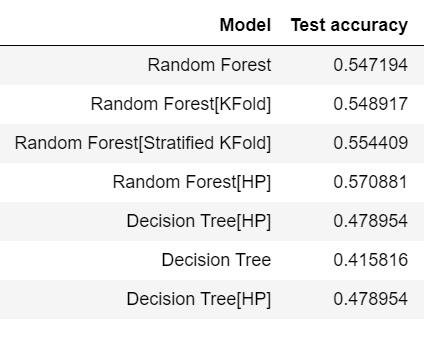 Model Test accuracy
Random Forest 0.547194
Random Forest[KFold] 0.548917
Random Forest[Stratified KFold] 0.554409
Random Forest[HP] 0.570881
Decision Tree[HP] 0.478954
Decision Tree 0.415816
Decision Tree[HP] 0.478954